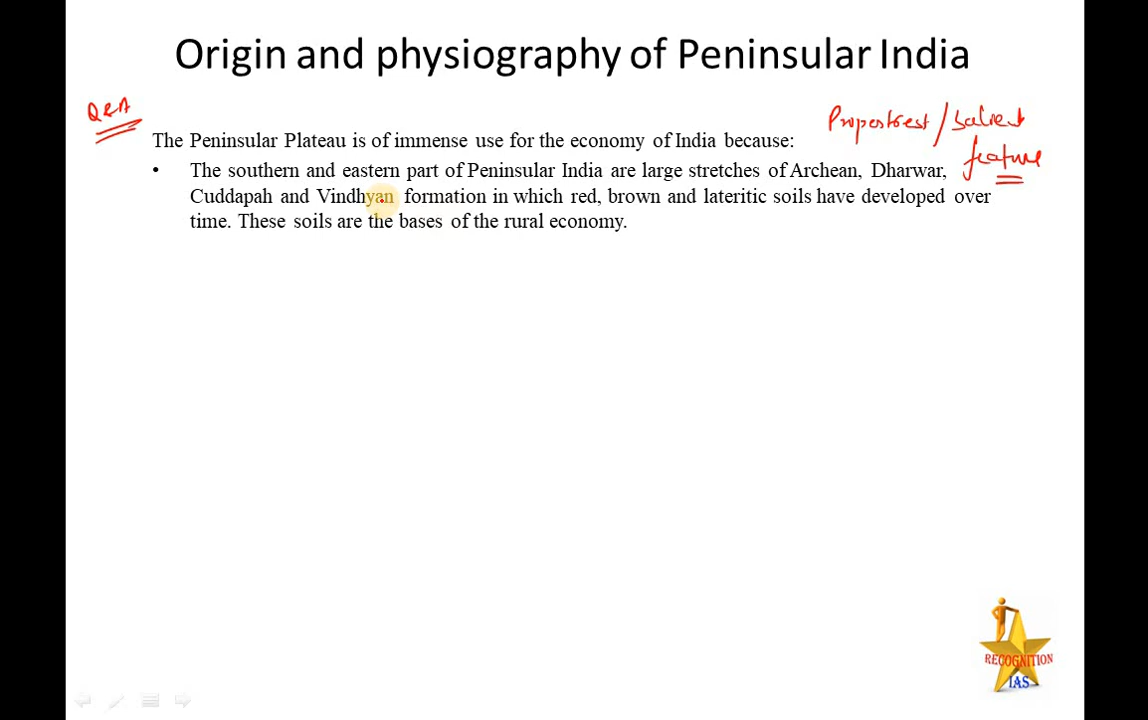 Origin and physiography of Peninsular India
Q&A
Properties / Salient
feature
The Peninsular Plateau is of immense use for the economy of India because:
• The southern and eastern part of Peninsular India are large stretches of Archean, Dharwar,
Cuddapah and Vindhyan formation in which red, brown and lateritic soils have developed over
time. These soils are the bases of the rural economy.
RECOGNITION
IAS